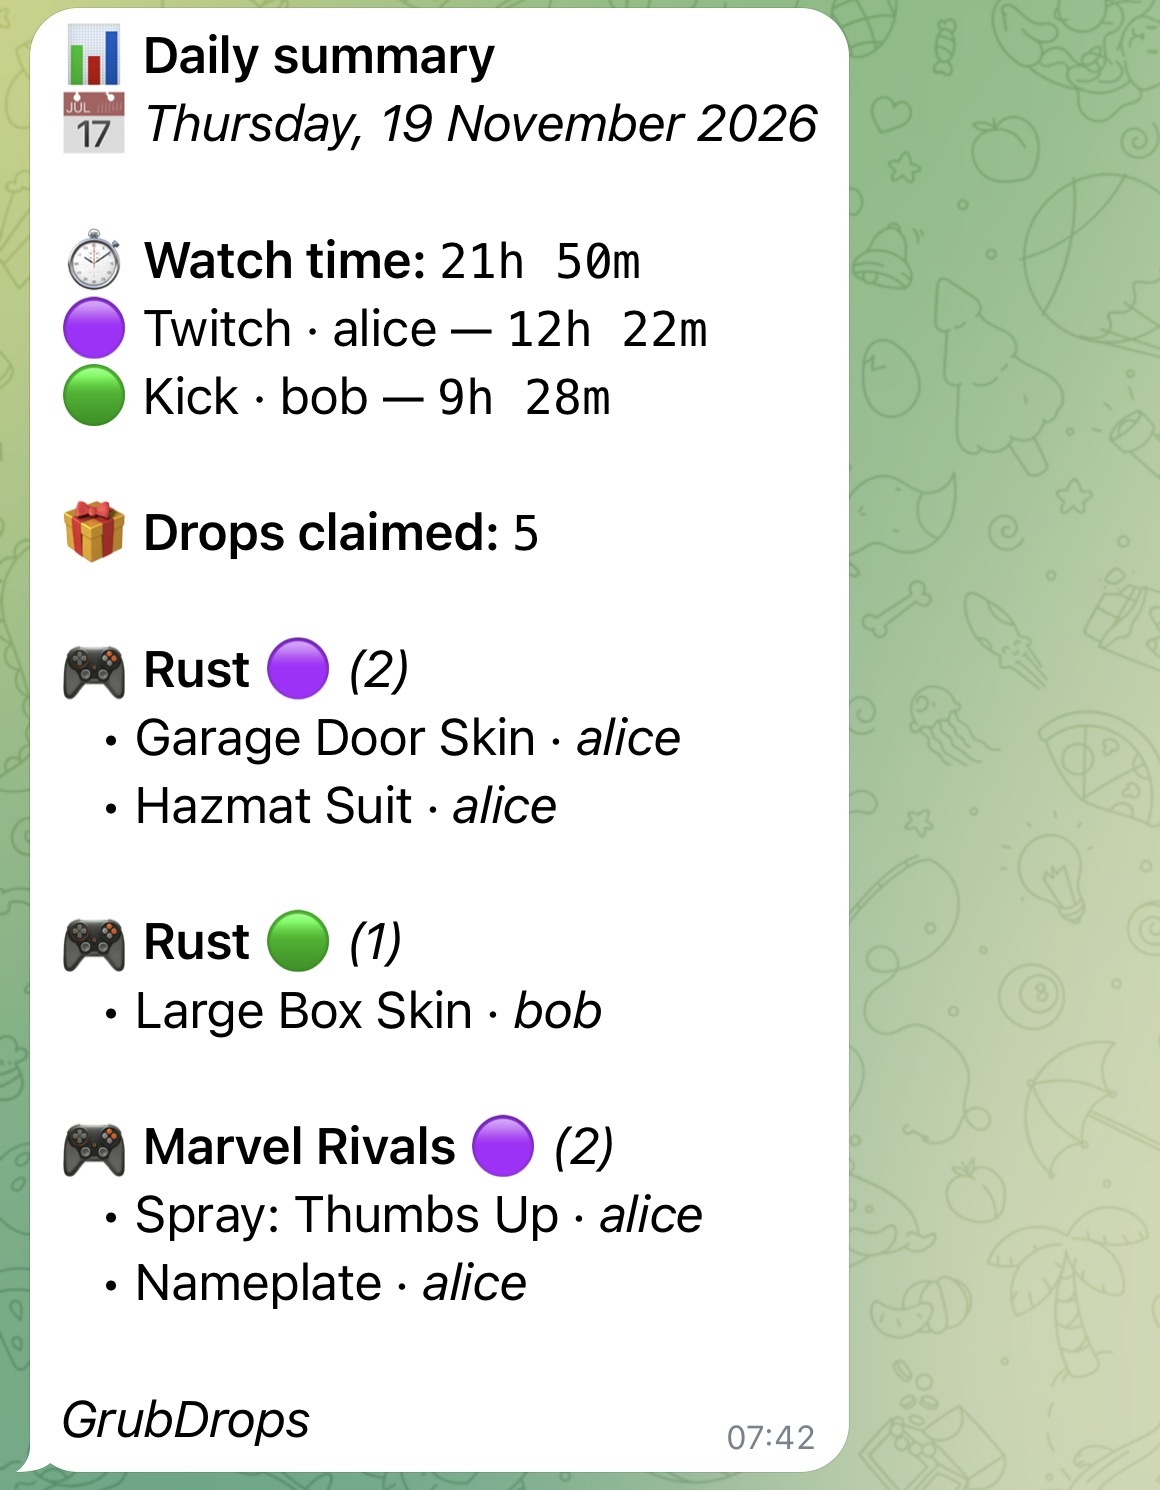 📊 Daily summary
📅 Thursday, 19 November 2026
⏱ Watch time: 21h 50m
🟣 Twitch · alice — 12h 22m
🟢 Kick · bob — 9h 28m
🎁 Drops claimed: 5
🎮 Rust 🟣 (2)
• Garage Door Skin · alice
• Hazmat Suit · alice
🎮 Rust 🟢 (1)
• Large Box Skin · bob
🎮 Marvel Rivals 🟣 (2)
• Spray: Thumbs Up · alice
• Nameplate · alice
GrubDrops
07:42